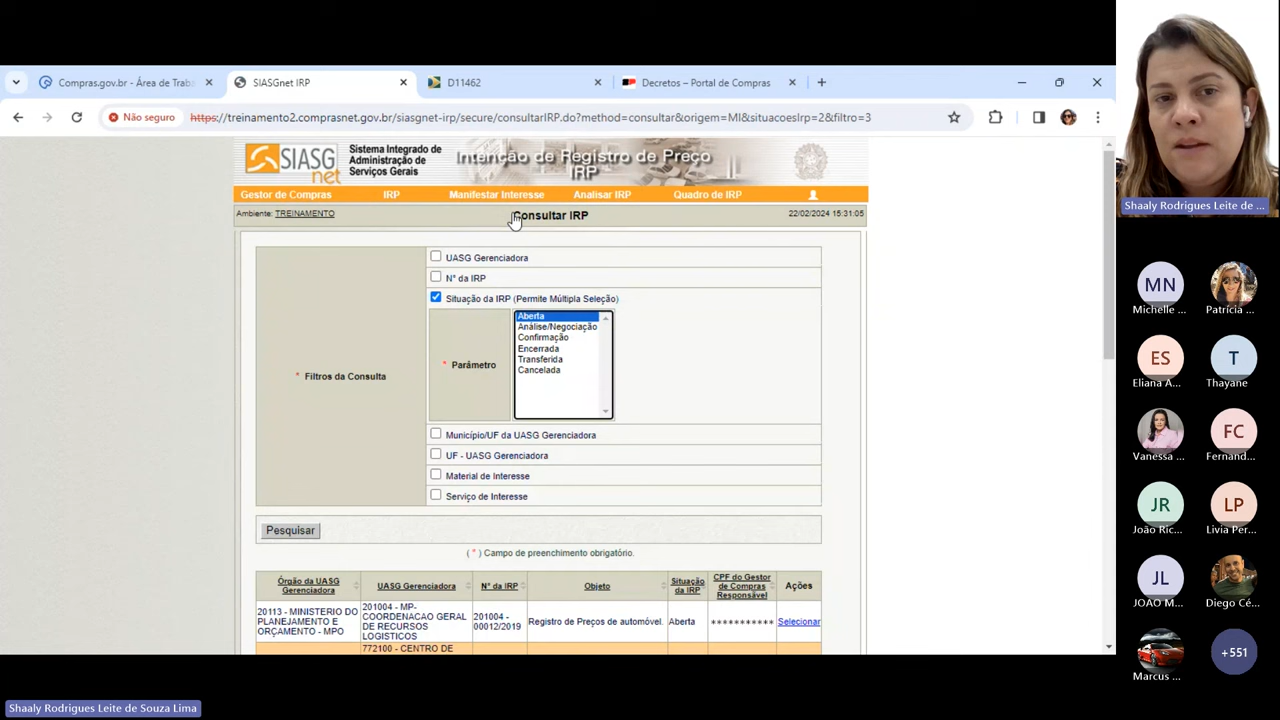 Compras.gov.br - Área de Trab
SIASGnet IRP
D11462
Decretos – Portal de Compras
Não seguro
https://treinamento2.comprasnet.gov.br/siasgnet-irp/secure/consultarIRP.do?method=consultar&origem=MI&situacoesIrp=2&filtro=3
SIASG
net
Sistema Integrado de
Administração de
Serviços Gerais
Intenção de Registro de Preço
IRP
Gestor de Compras
IRP
Manifestar Interesse
Analisar IRP
Quadro de IRP
Ambiente: TREINAMENTO
Consultar IRP
22/02/2024 15:31:05
* Filtros da Consulta
UASG Gerenciadora
N° da IRP
Situação da IRP (Permite Múltipla Seleção)
* Parâmetro
Aberta
Análise/Negociação
Confirmação
Encerrada
Transferida
Cancelada
Município/UF da UASG Gerenciadora
UF - UASG Gerenciadora
Material de Interesse
Serviço de Interesse
Pesquisar
( * ) Campo de preenchimento obrigatório.
Órgão da UASG
Gerenciadora
UASG Gerenciadora
N° da IRP
Objeto
Situação
da IRP
CPF do Gestor
de Compras
Responsável
Ações
20113 - MINISTERIO DO
PLANEJAMENTO E
ORÇAMENTO - MPO
201004 - MP-
COORDENACAO GERAL
DE RECURSOS
LOGISTICOS
201004 -
00012/2019
Registro de Preços de automóvel.
Aberta
***********
Selecionar
772100 - CENTRO DE
Shaaly Rodrigues Leite de ...
MN
Michelle ...
Patrícia ...
ES
Eliana A...
T
Thayane
Vanessa ...
FC
Fernand...
JR
João Ric...
LP
Livia Per...
JL
JOAO M...
Diego Cé...
Marcus ...
+551
Shaaly Rodrigues Leite de Souza Lima